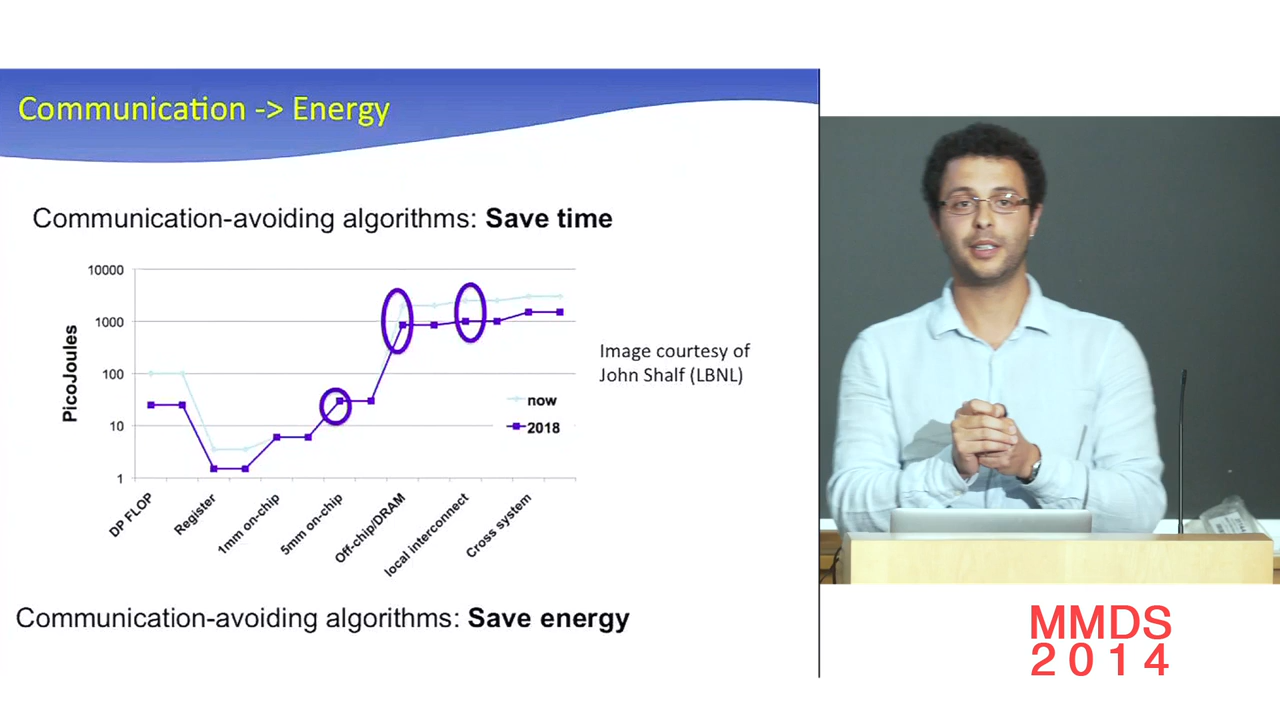 Communication -> Energy
Communication-avoiding algorithms: Save time
10000
1000
100
10
1
PicoJoules
now
2018
DP FLOP
Register
1mm on-chip
5mm on-chip
Off-chip/DRAM
local interconnect
Cross system
Image courtesy of
John Shalf (LBNL)
Communication-avoiding algorithms: Save energy
MMDS
2014